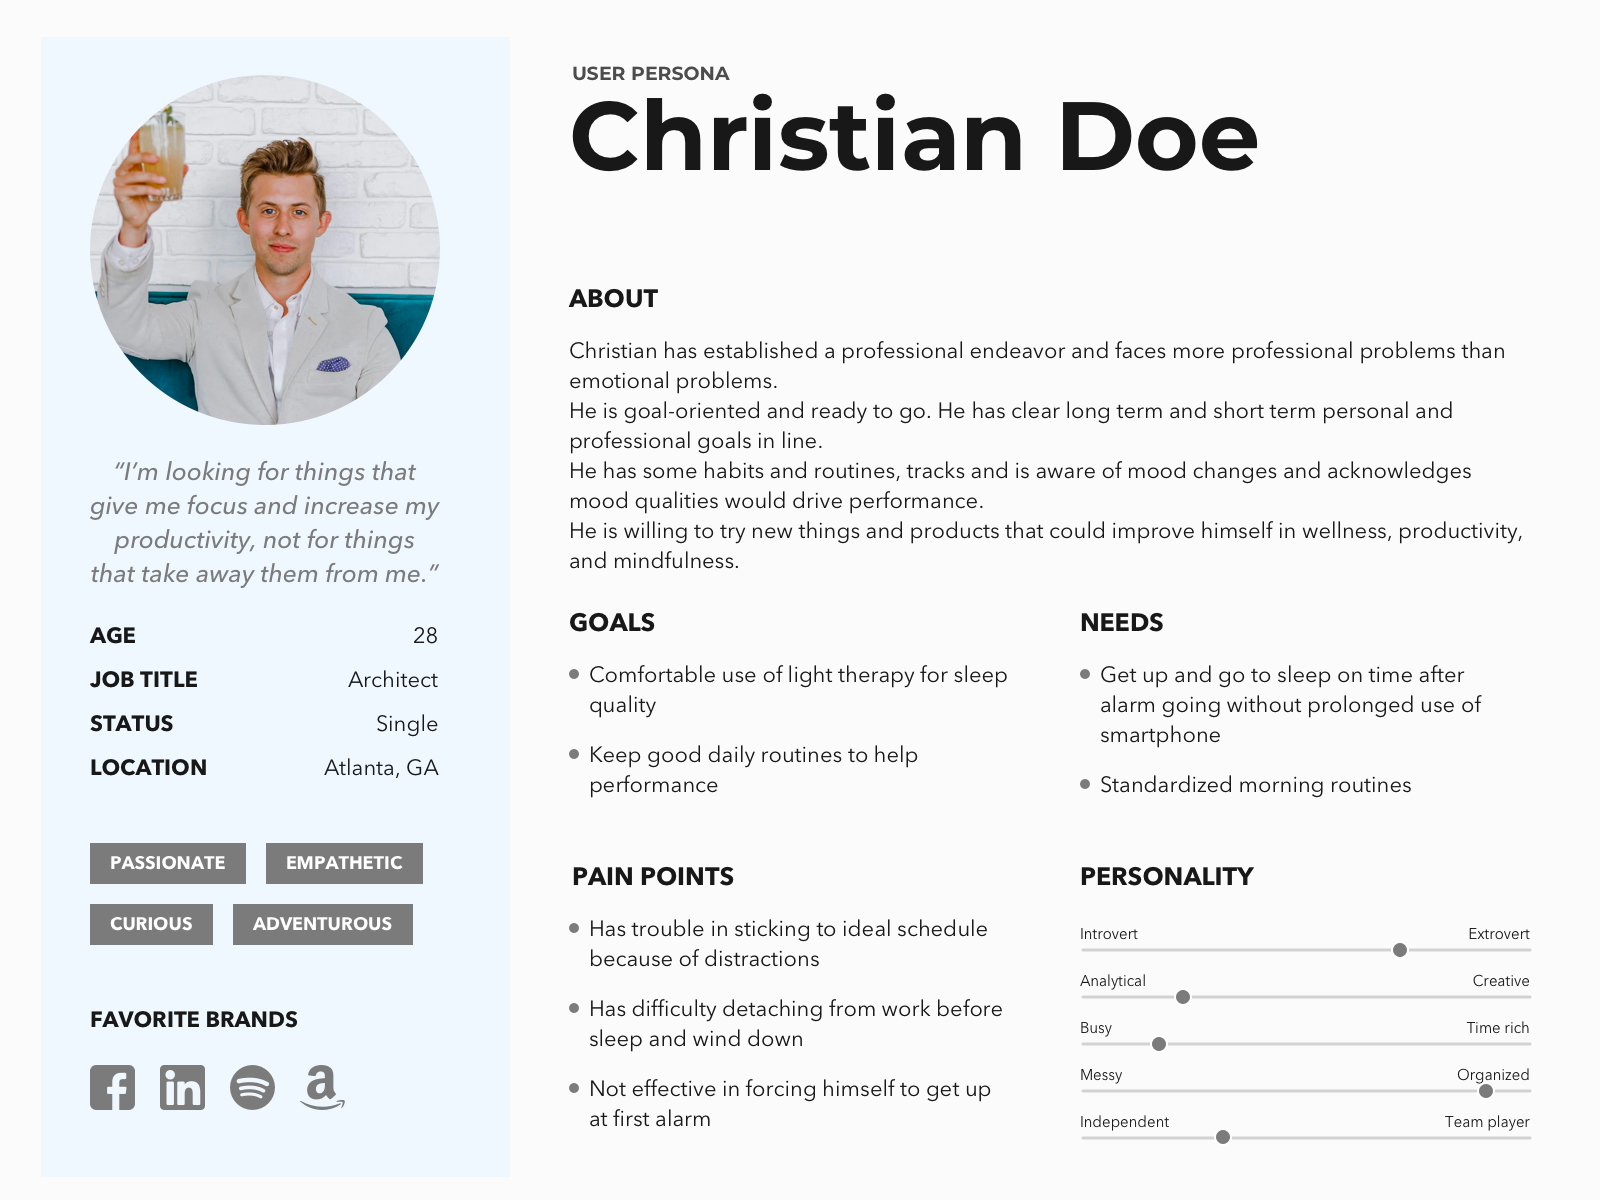 USER PERSONA
Christian Doe
“I’m looking for things that
give me focus and increase my
productivity, not for things
that take away them from me.”
AGE 28
JOB TITLE Architect
STATUS Single
LOCATION Atlanta, GA
PASSIONATE EMPATHETIC
CURIOUS ADVENTUROUS
FAVORITE BRANDS
ABOUT
Christian has established a professional endeavor and faces more professional problems than
emotional problems.
He is goal-oriented and ready to go. He has clear long term and short term personal and
professional goals in line.
He has some habits and routines, tracks and is aware of mood changes and acknowledges
mood qualities would drive performance.
He is willing to try new things and products that could improve himself in wellness, productivity,
and mindfulness.
GOALS
Comfortable use of light therapy for sleep
quality
Keep good daily routines to help
performance
NEEDS
Get up and go to sleep on time after
alarm going without prolonged use of
smartphone
Standardized morning routines
PAIN POINTS
Has trouble in sticking to ideal schedule
because of distractions
Has difficulty detaching from work before
sleep and wind down
Not effective in forcing himself to get up
at first alarm
PERSONALITY
Introvert Extrovert
Analytical Creative
Busy Time rich
Messy Organized
Independent Team player